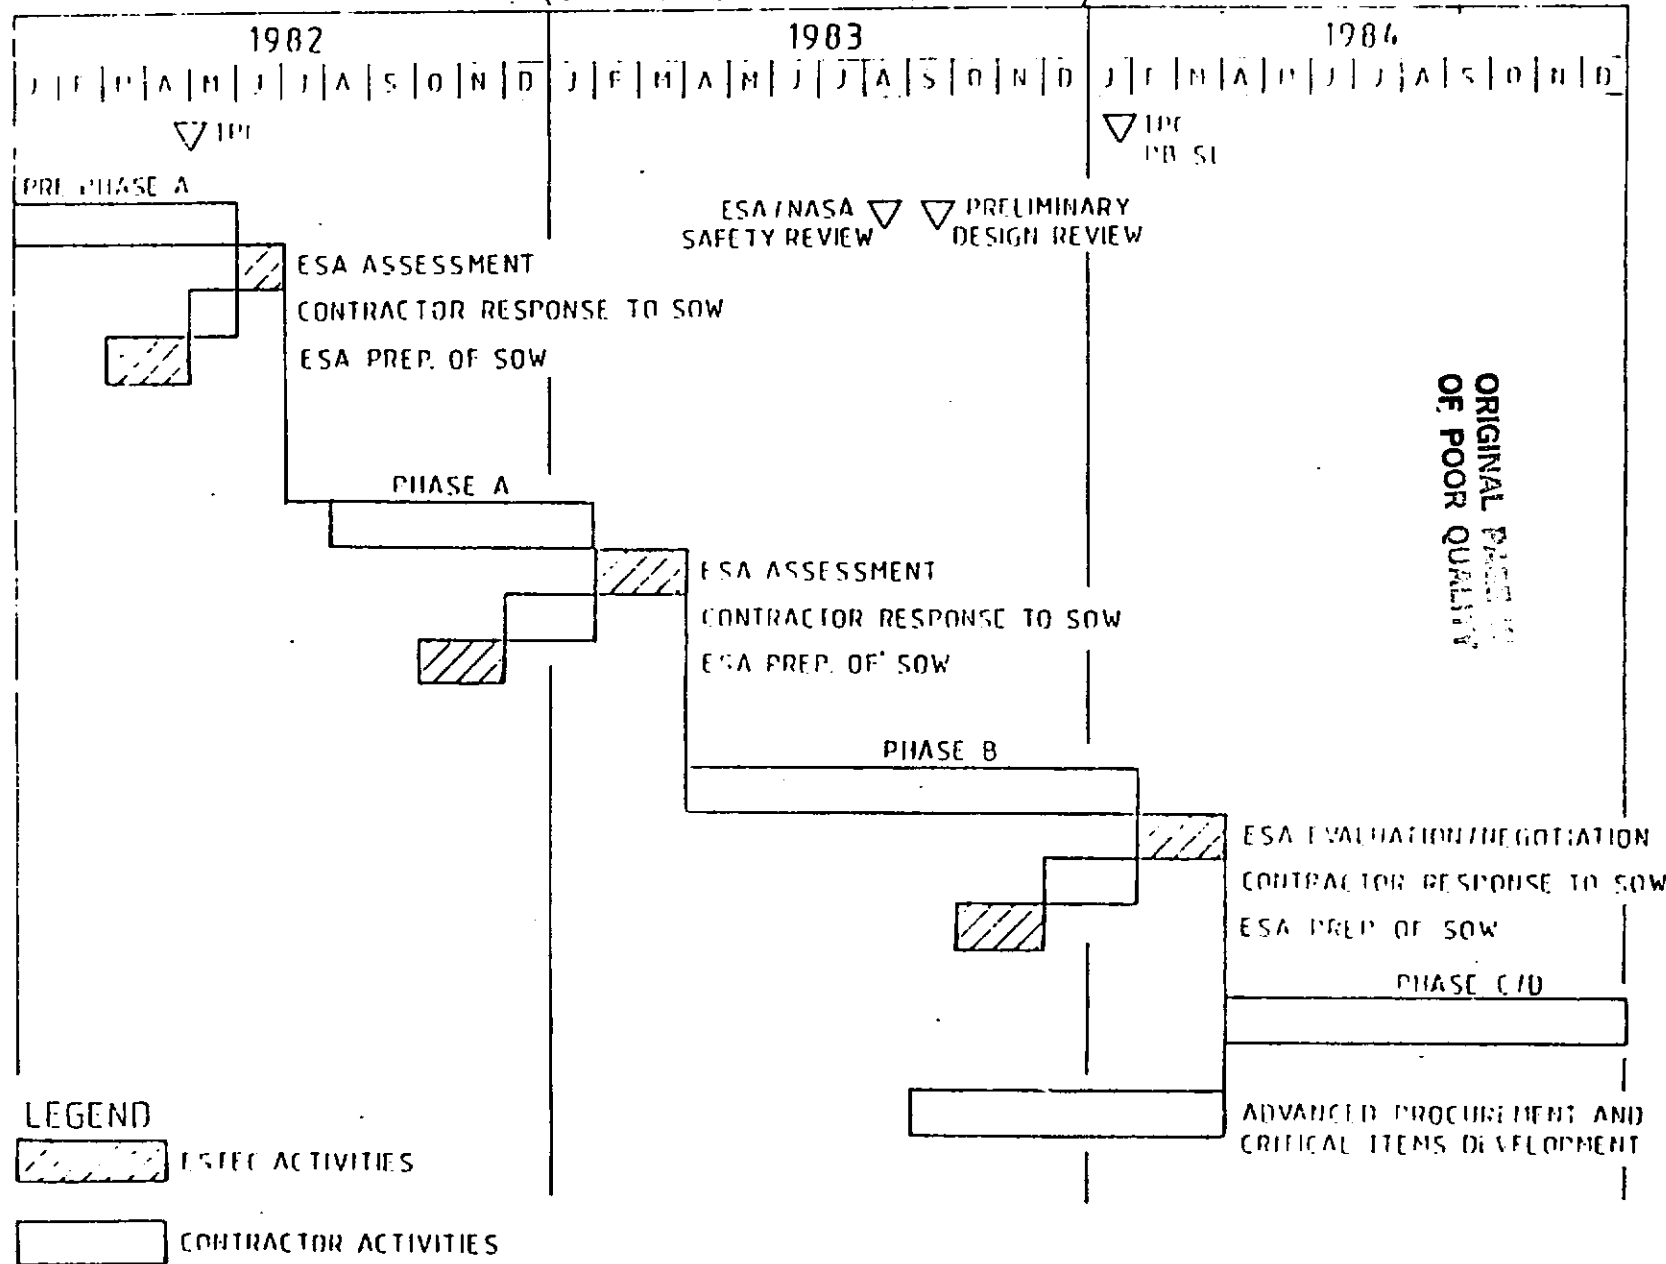 1982 1983 1984
J F M A M J J A S O N D J F M A M J J A S O N D J F M A M J J A S O N D
PRE PHASE A
ESA/NASA
SAFETY REVIEW
PRELIMINARY
DESIGN REVIEW
ESA ASSESSMENT
CONTRACTOR RESPONSE TO SOW
ESA PREP. OF SOW
ORIGINAL
OF POOR QUALITY
PHASE A
ESA ASSESSMENT
CONTRACTOR RESPONSE TO SOW
ESA PREP. OF SOW
PHASE B
ESA EVALUATION/NEGOTIATION
CONTRACTOR RESPONSE TO SOW
ESA PREP OF SOW
PHASE C/D
ADVANCED PROCUREMENT AND
CRITICAL ITEMS DEVELOPMENT
LEGEND
ESTEC ACTIVITIES
CONTRACTOR ACTIVITIES